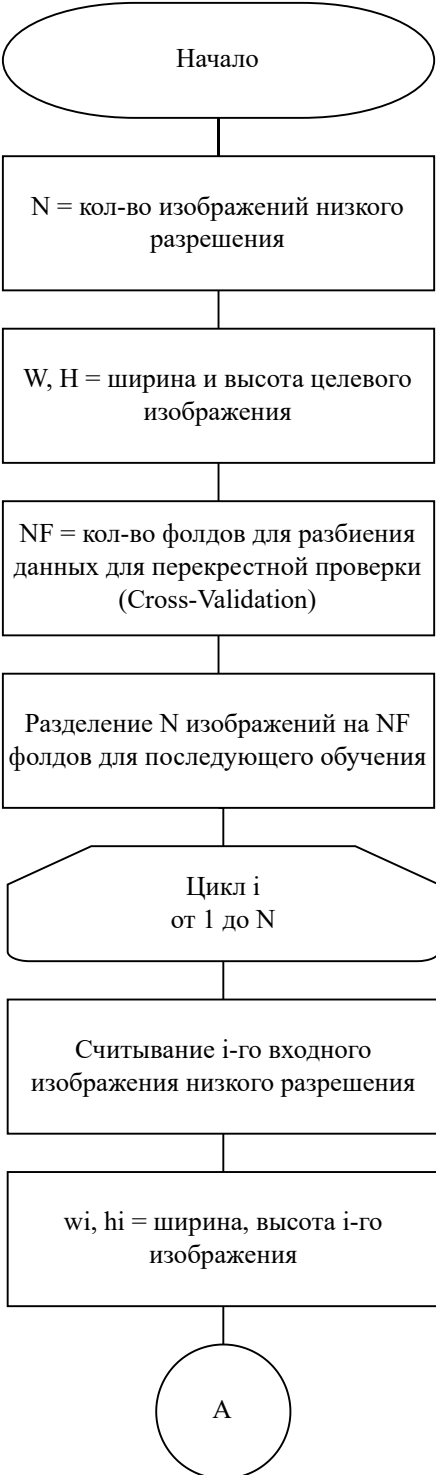 Начало
N = кол-во изображений низкого
разрешения
W, H = ширина и высота целевого
изображения
NF = кол-во фолдов для разбиения
данных для перекрестной проверки
(Cross-Validation)
Разделение N изображений на NF
фолдов для последующего обучения
Цикл i
от 1 до N
Считывание i-го входного
изображения низкого разрешения
wi, hi = ширина, высота i-го
изображения
А